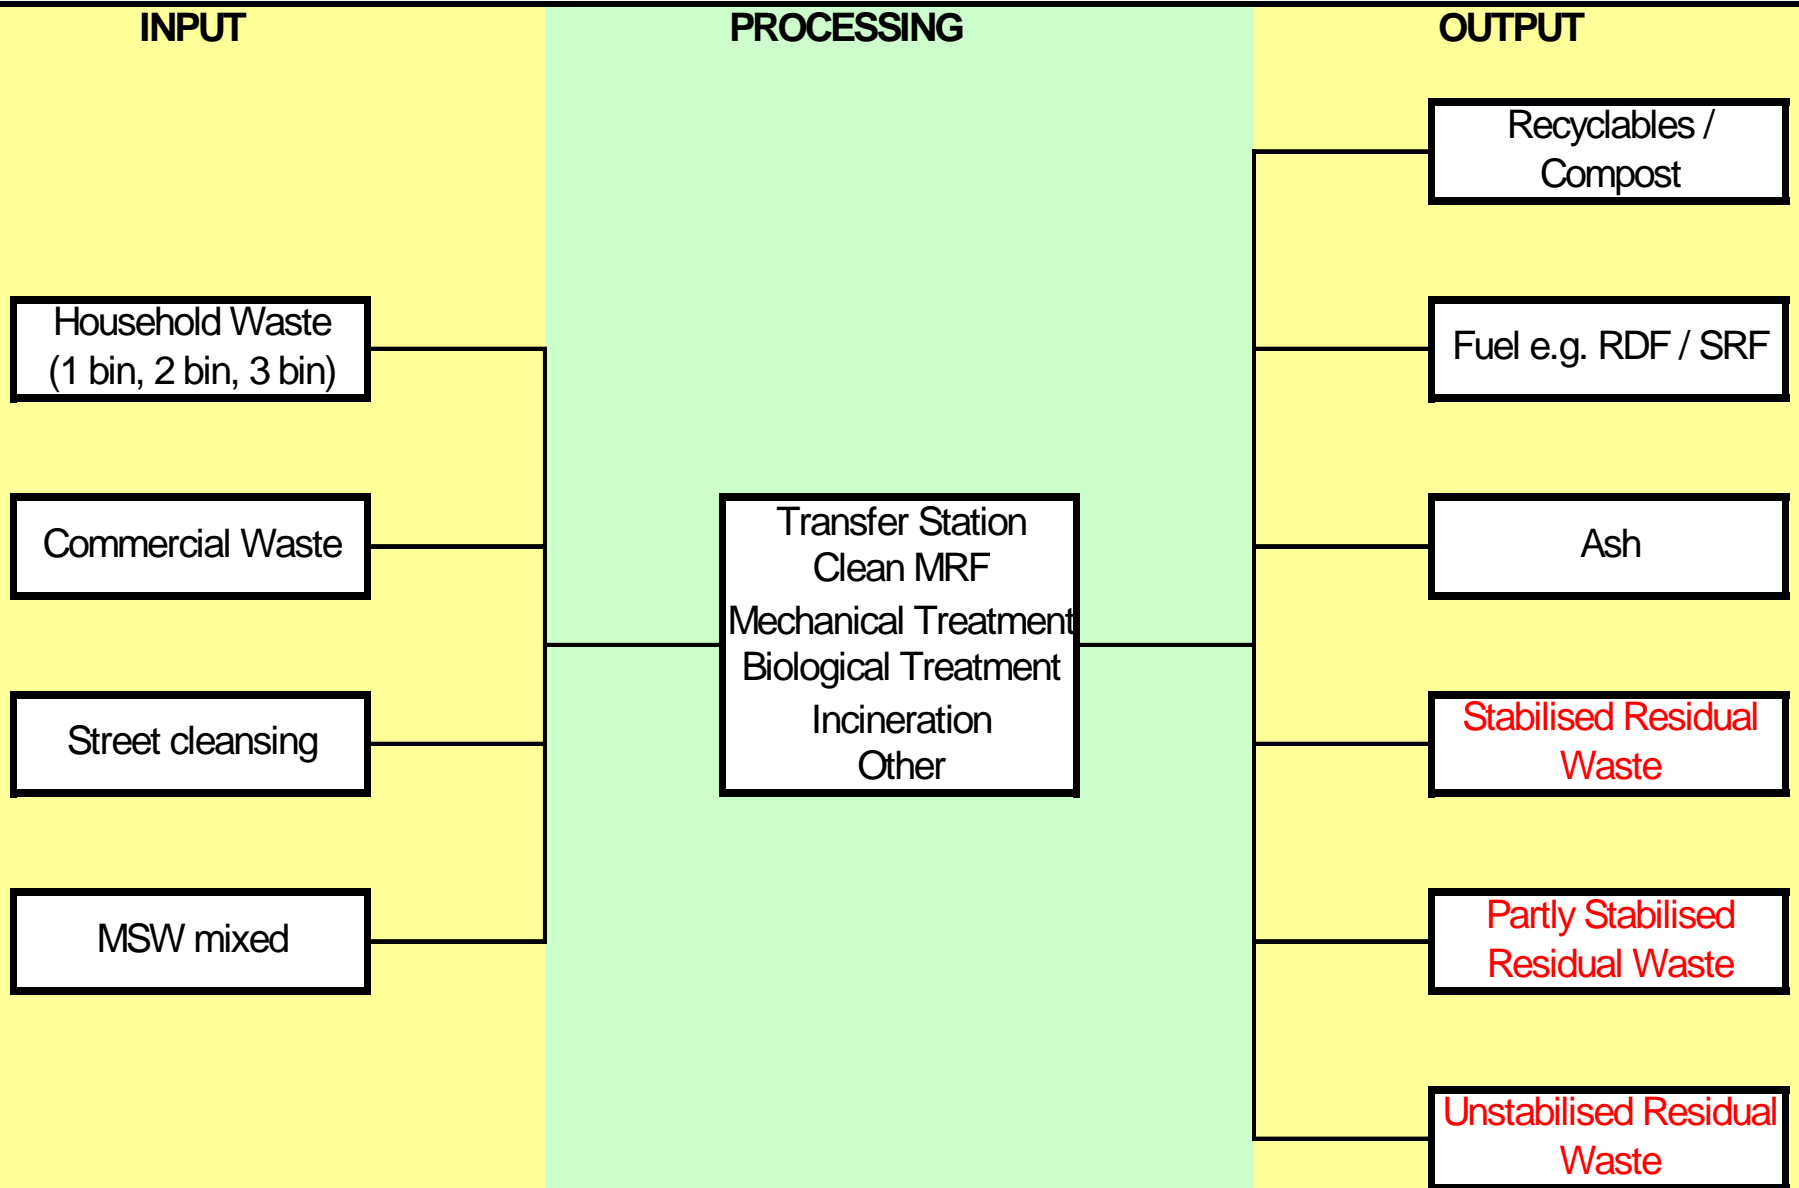 INPUT
PROCESSING
OUTPUT
Household Waste
(1 bin, 2 bin, 3 bin)
Commercial Waste
Street cleansing
MSW mixed
Transfer Station
Clean MRF
Mechanical Treatment
Biological Treatment
Incineration
Other
Recyclables /
Compost
Fuel e.g. RDF / SRF
Ash
Stabilised Residual
Waste
Partly Stabilised
Residual Waste
Unstabilised Residual
Waste